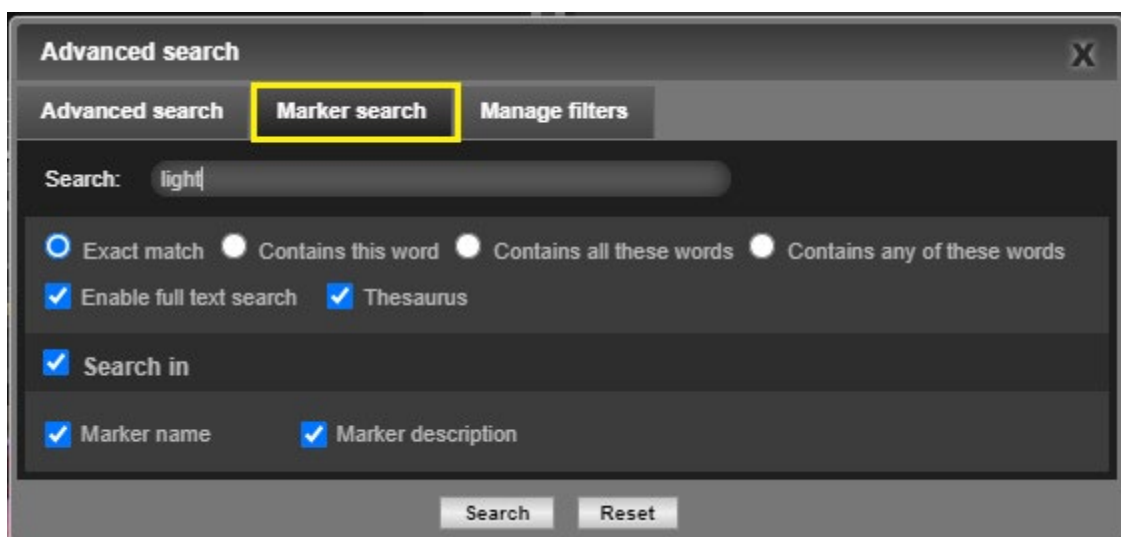 Advanced search X
Advanced search Marker search Manage filters
Search: light
Exact match Contains this word Contains all these words Contains any of these words
Enable full text search Thesaurus
Search in
Marker name Marker description
Search Reset